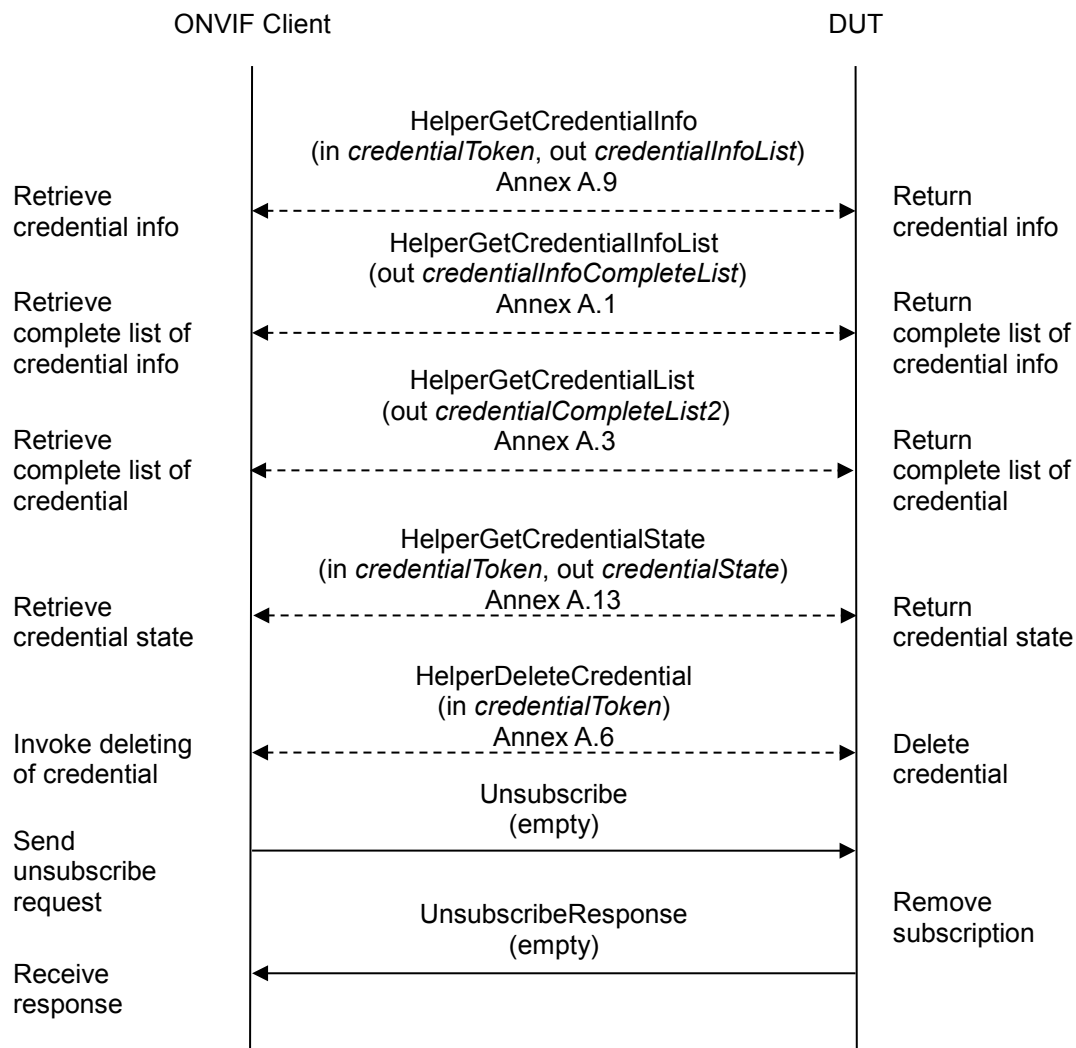 ONVIF Client
DUT
HelperGetCredentialInfo
(in credentialToken, out credentialInfoList)
Annex A.9
Retrieve
credential info
Return
credential info
HelperGetCredentialInfoList
(out credentialInfoCompleteList)
Annex A.1
Retrieve
complete list of
credential info
Return
complete list of
credential info
HelperGetCredentialList
(out credentialCompleteList2)
Annex A.3
Retrieve
complete list of
credential
Return
complete list of
credential
HelperGetCredentialState
(in credentialToken, out credentialState)
Annex A.13
Retrieve
credential state
Return
credential state
HelperDeleteCredential
(in credentialToken)
Annex A.6
Invoke deleting
of credential
Delete
credential
Unsubscribe
(empty)
Send
unsubscribe
request
UnsubscribeResponse
(empty)
Remove
subscription
Receive
response